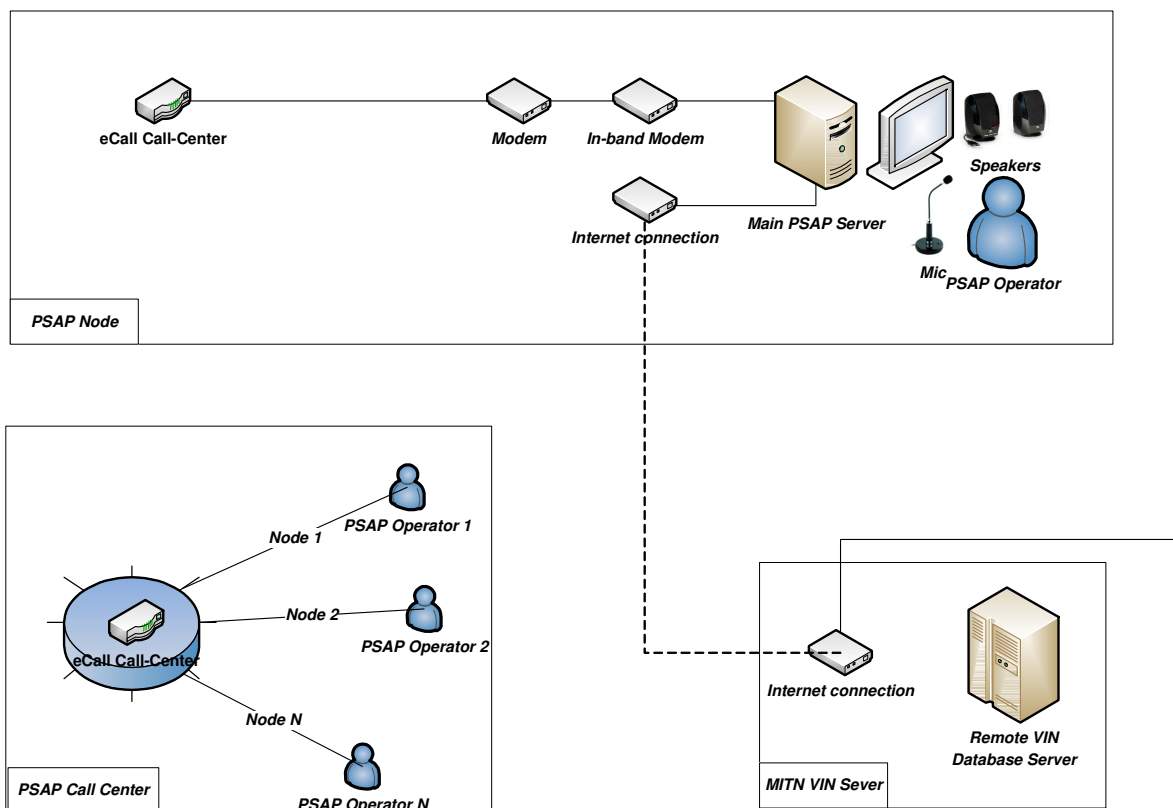 eCall Call-Center
Modem
In-band Modem
Speakers
Internet connection
Main PSAP Server
Mic
PSAP Operator
PSAP Node
PSAP Operator 1
Node 1
Node 2
PSAP Operator 2
eCall Call-Center
Node N
PSAP Operator N
PSAP Call Center
Internet connection
Remote VIN
Database Server
MITN VIN Sever